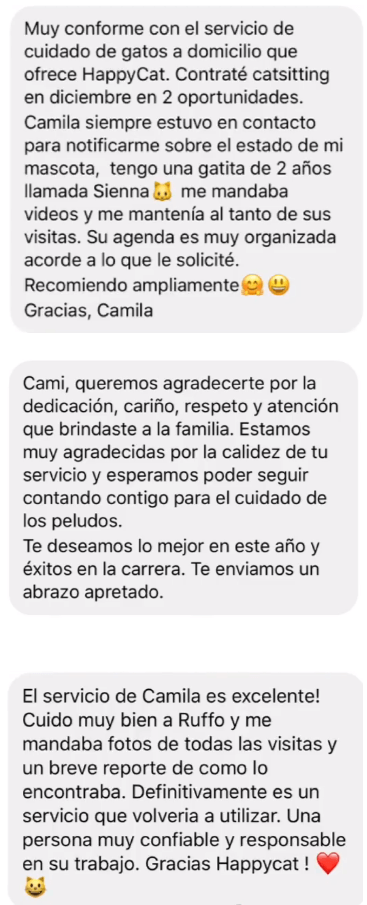 Muy conforme con el servicio de
cuidado de gatos a domicilio que
ofrece HappyCat. Contraté catsitting
en diciembre en 2 oportunidades.
Camila siempre estuvo en contacto
para notificarme sobre el estado de mi
mascota,  tengo una gatita de 2 años
llamada Sienna🐱 me mandaba
videos y me mantenía al tanto de sus
visitas. Su agenda es muy organizada
acorde a lo que le solicité.
Recomiendo ampliamente🤗😃
Gracias, Camila
Cami, queremos agradecerte por la
dedicación, cariño, respeto y atención
que brindaste a la familia. Estamos
muy agradecidas por la calidez de tu
servicio y esperamos poder seguir
contando contigo para el cuidado de
los peludos.
Te deseamos lo mejor en este año y
éxitos en la carrera. Te enviamos un
abrazo apretado.
El servicio de Camila es excelente!
Cuido muy bien a Ruffo y me
mandaba fotos de todas las visitas y
un breve reporte de como lo
encontraba. Definitivamente es un
servicio que volveria a utilizar. Una
persona muy confiable y responsable
en su trabajo. Gracias Happycat ! ❤️
😺